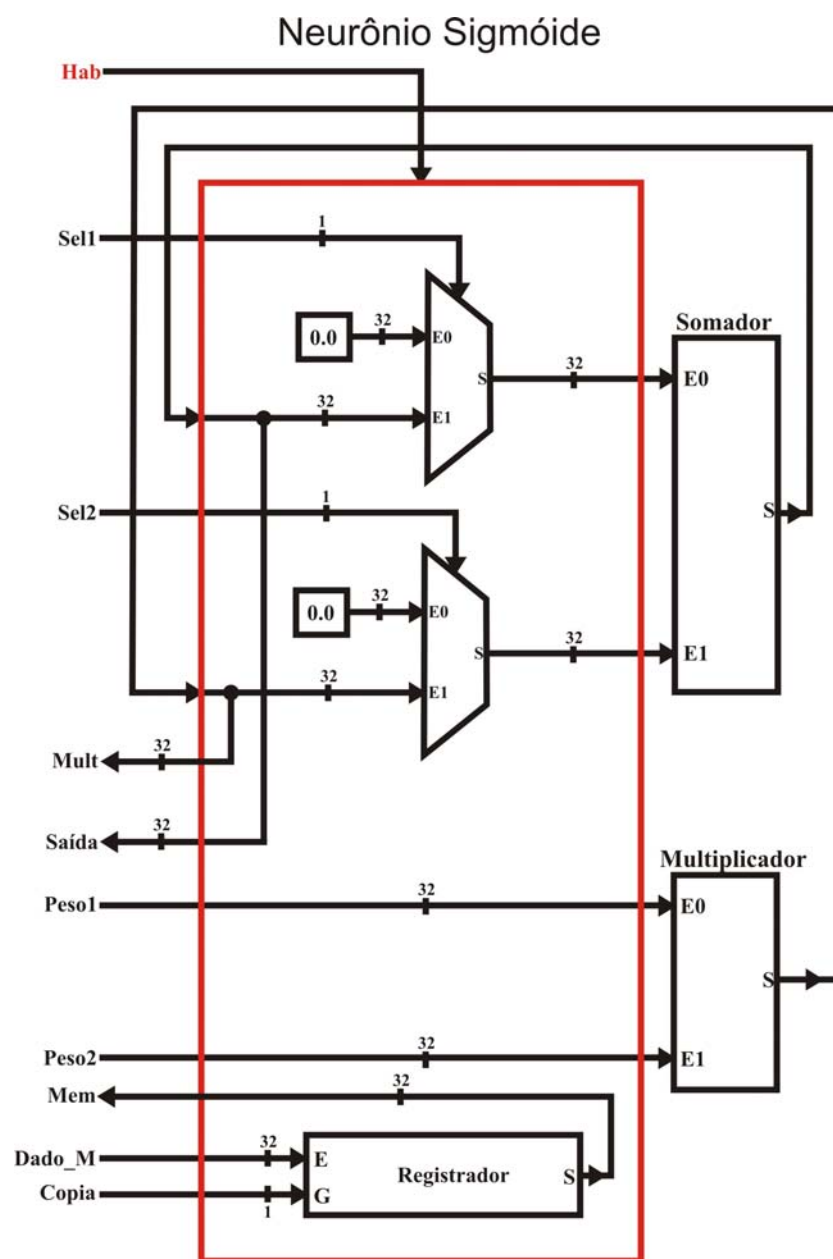 Neurônio Sigmóide
Hab
Sel1
1
0.0
32
E0
S
32
32
E1
Somador
E0
S
E1
Sel2
1
0.0
32
E0
S
32
32
E1
Mult
32
Saída
32
Multiplicador
Peso1
32
E0
S
Peso2
32
E1
Mem
32
Dado_M
32
E
Registrador
S
Copia
1
G